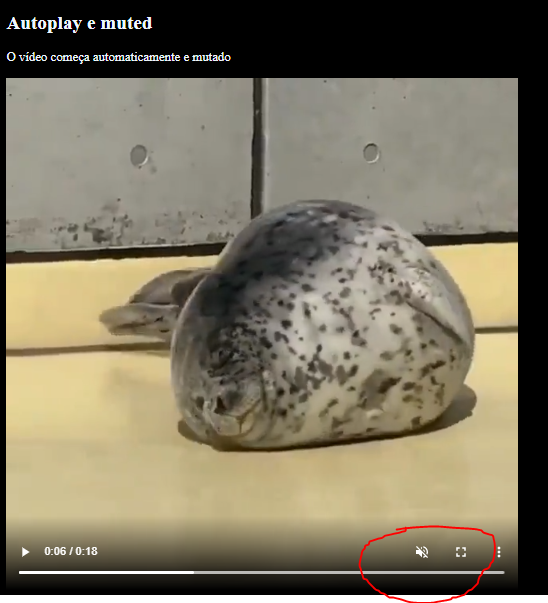 Autoplay e muted
O vídeo começa automaticamente e mutado
0:06 / 0:18